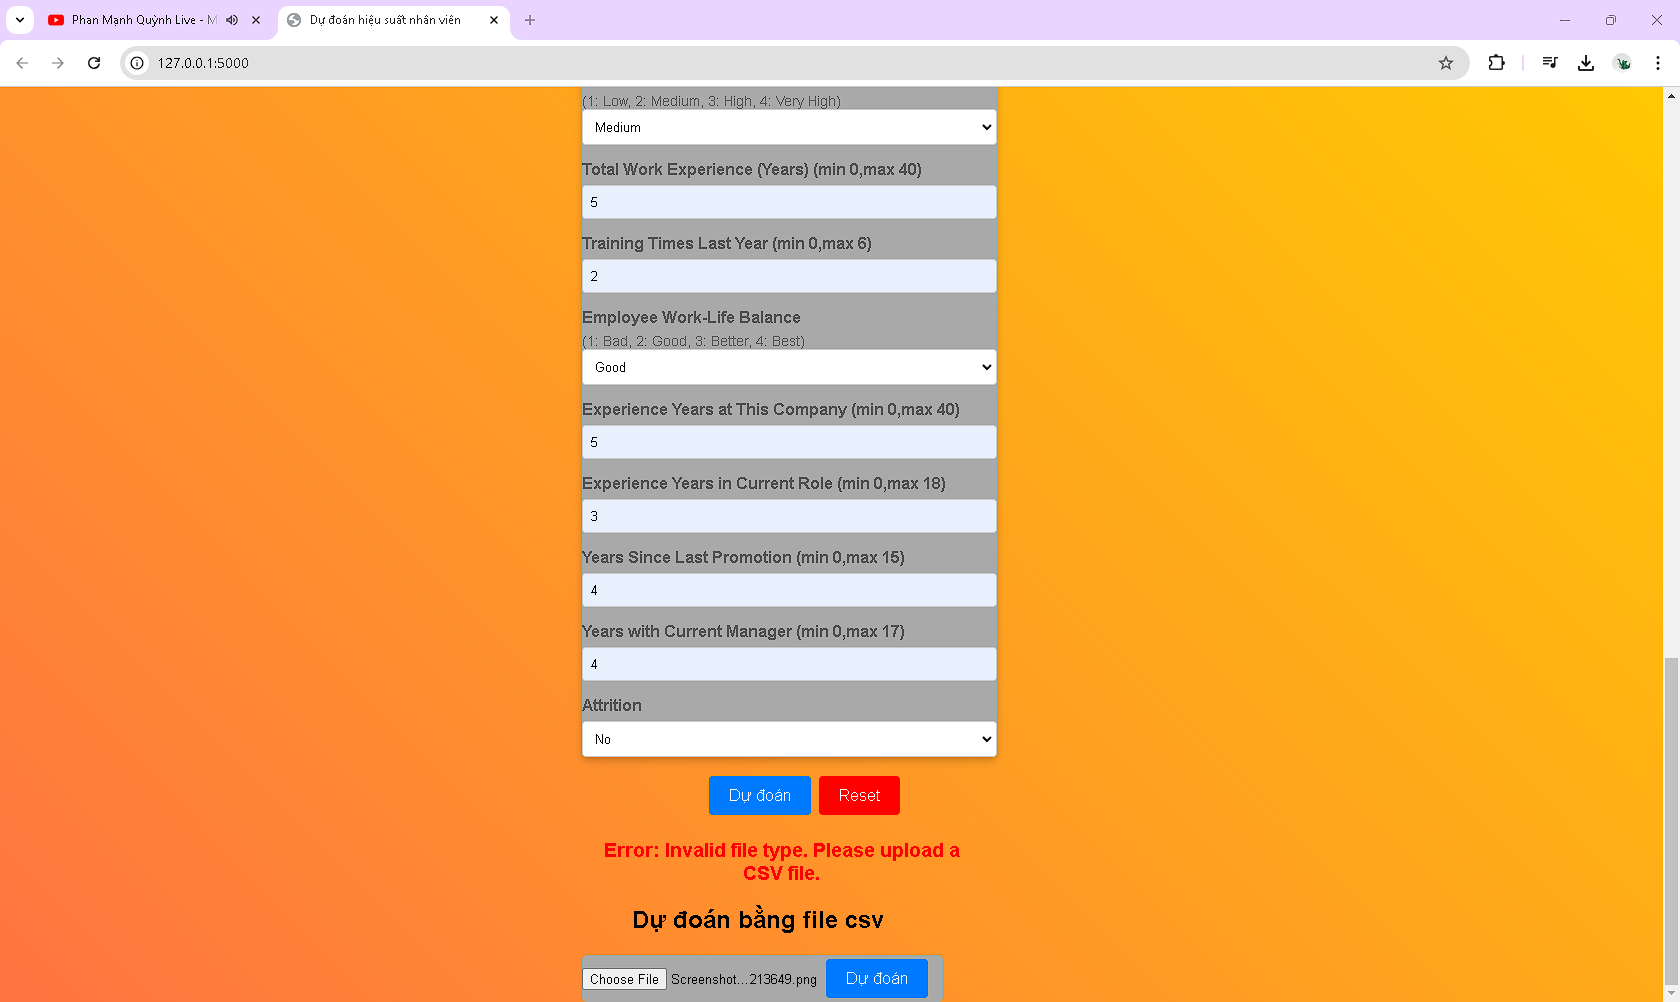 Phan Mạnh Quỳnh Live - M
Dự đoán hiệu suất nhân viên
127.0.0.1:5000
(1: Low, 2: Medium, 3: High, 4: Very High)
Medium
Total Work Experience (Years) (min 0,max 40)
5
Training Times Last Year (min 0,max 6)
2
Employee Work-Life Balance
(1: Bad, 2: Good, 3: Better, 4: Best)
Good
Experience Years at This Company (min 0,max 40)
5
Experience Years in Current Role (min 0,max 18)
3
Years Since Last Promotion (min 0,max 15)
4
Years with Current Manager (min 0,max 17)
4
Attrition
No
Dự đoán Reset
Error: Invalid file type. Please upload a
CSV file.
Dự đoán bằng file csv
Choose File Screenshot...213649.png Dự đoán